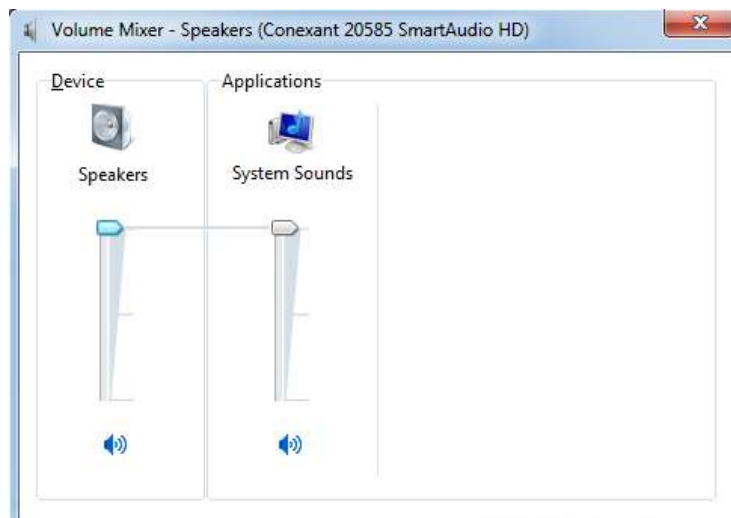 Volume Mixer - Speakers (Conexant 20585 SmartAudio HD)
Device
Applications
Speakers
System Sounds